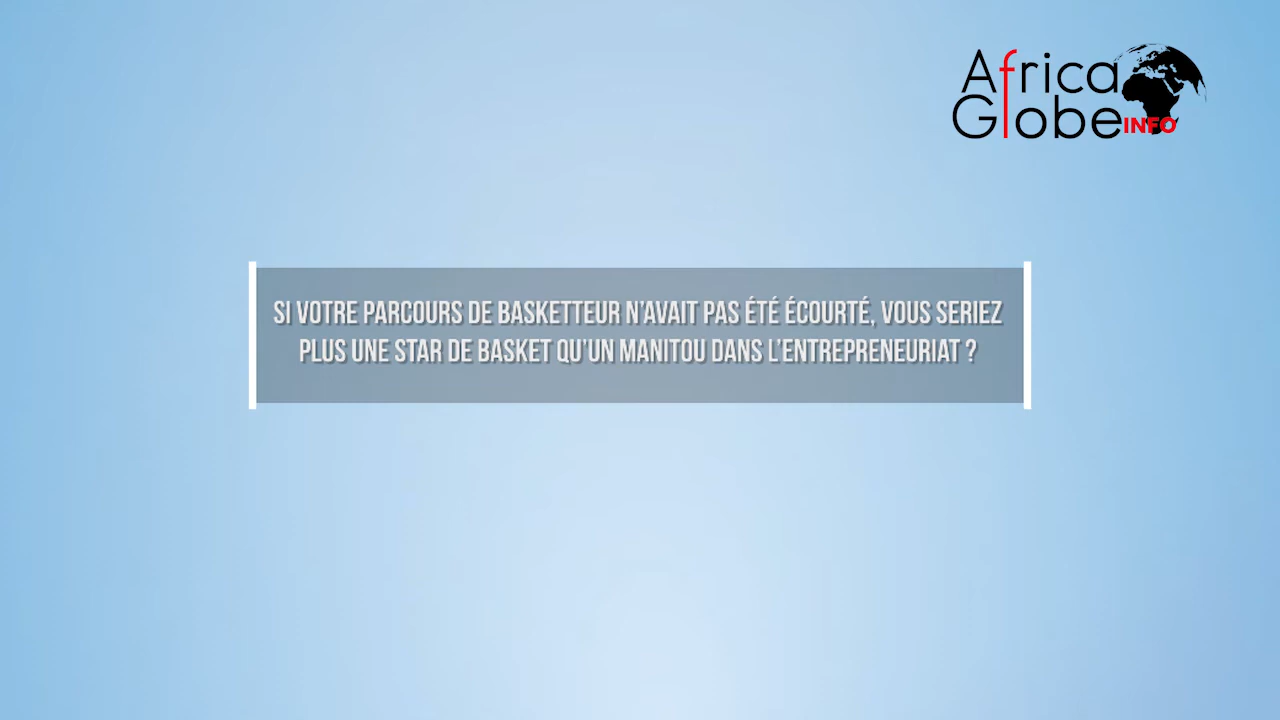 Africa
Globe INFO
SI VOTRE PARCOURS DE BASKETTEUR N'AVAIT PAS ÉTÉ ÉCOURTÉ, VOUS SERIEZ
PLUS UNE STAR DE BASKET QU'UN MANITOU DANS L'ENTREPRENEURIAT ?